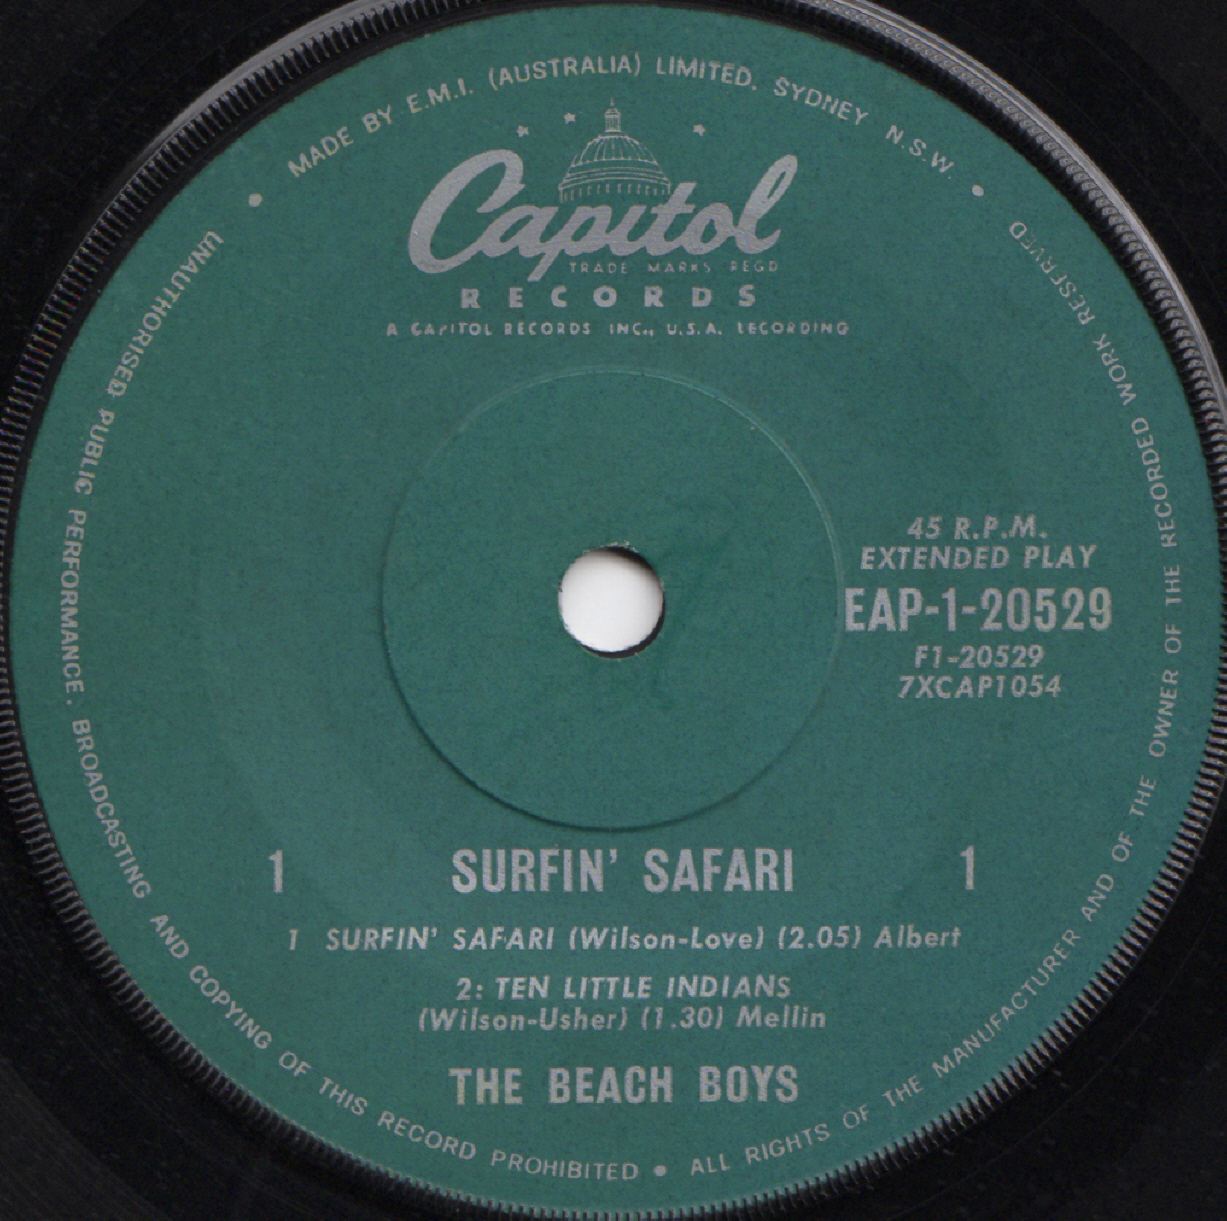 MADE BY E.M.I. (AUSTRALIA) LIMITED. SYDNEY N.S.W.
Capitol
TRADE MARKS REGD
RECORDS
A CAPITOL RECORDS INC., U.S.A. RECORDING
45 R.P.M.
EXTENDED PLAY
EAP-1-20529
F1-20529
7XCAP1054
1 SURFIN' SAFARI 1
1 SURFIN' SAFARI (Wilson-Love) (2.05) Albert
2: TEN LITTLE INDIANS
(Wilson-Usher) (1.30) Mellin
THE BEACH BOYS
UNAUTHORISED PUBLIC PERFORMANCE. BROADCASTING AND COPYING OF THIS RECORD PROHIBITED • ALL RIGHTS OF THE MANUFACTURER AND OF THE OWNER OF THE RECORDED WORK RESERVED